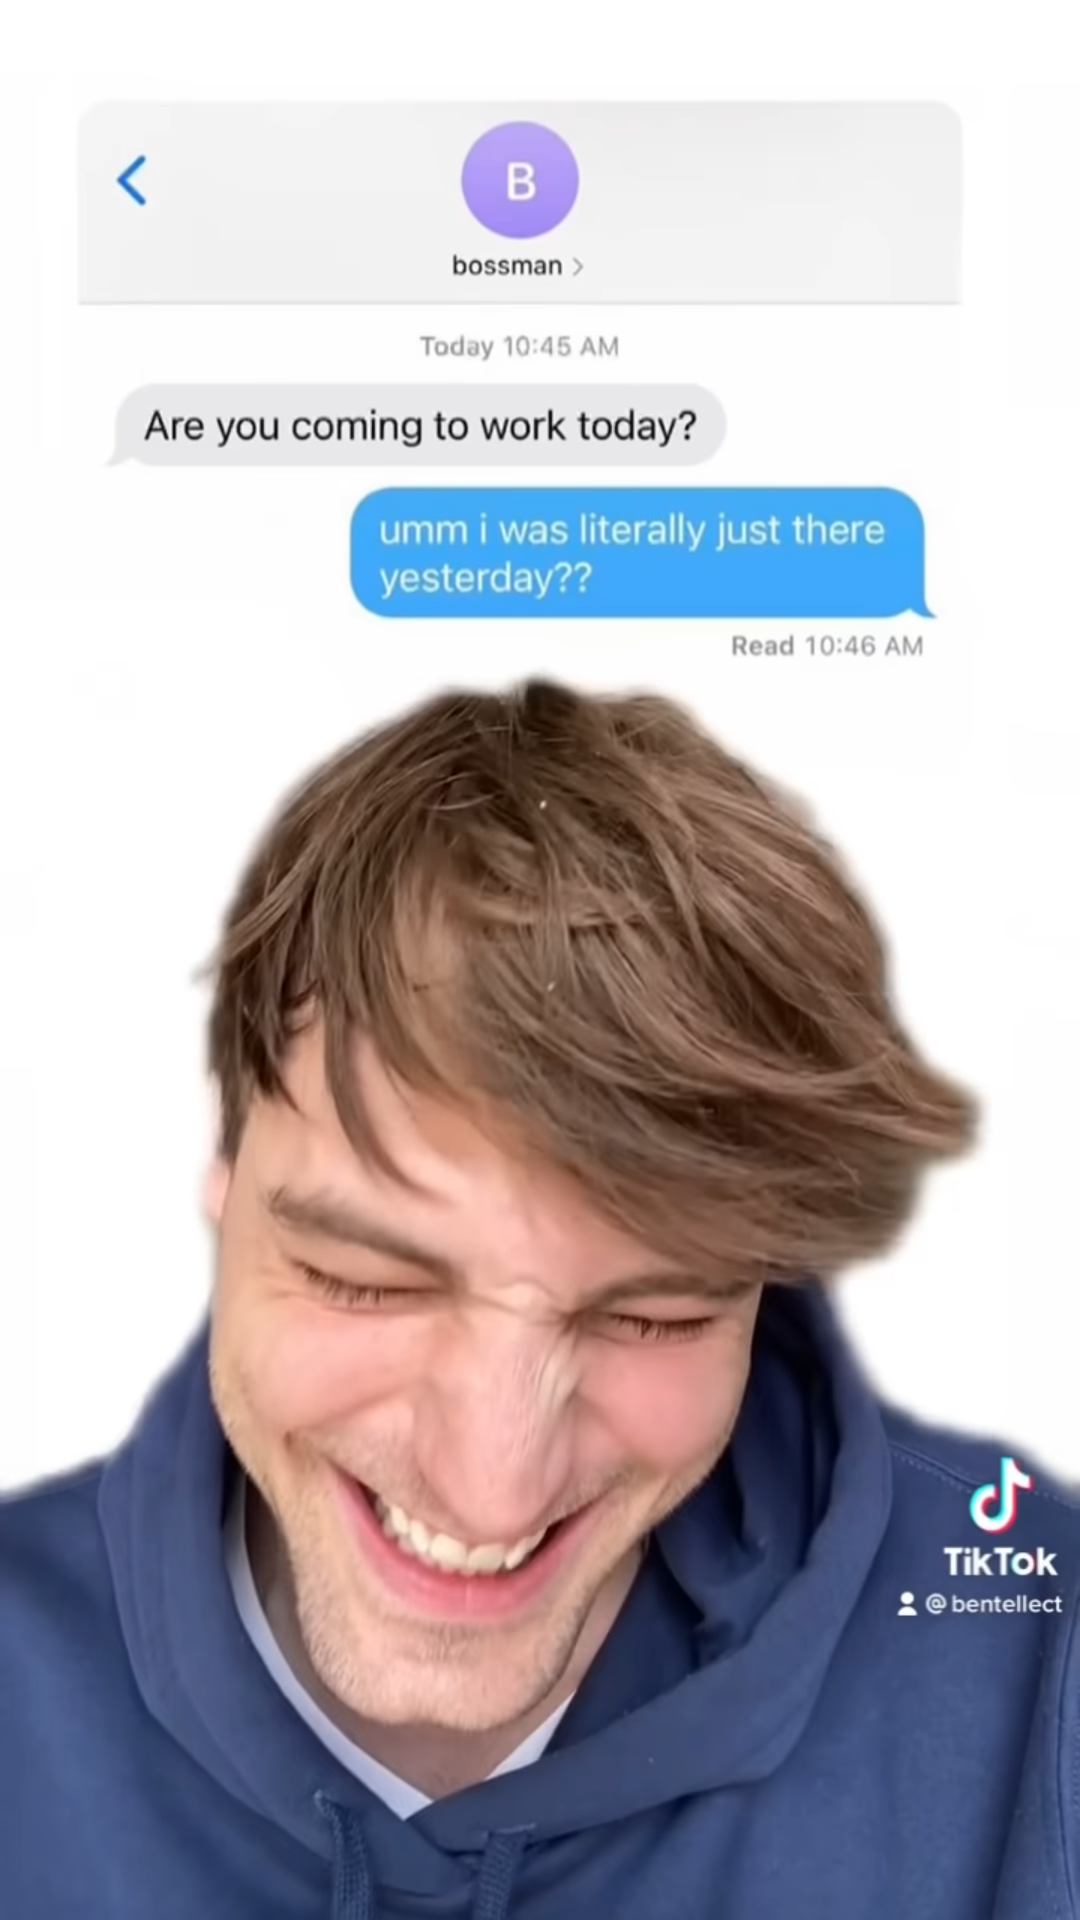 B
bossman >
Today 10:45 AM
Are you coming to work today?
umm i was literally just there
yesterday??
Read 10:46 AM
TikTok
@bentellect